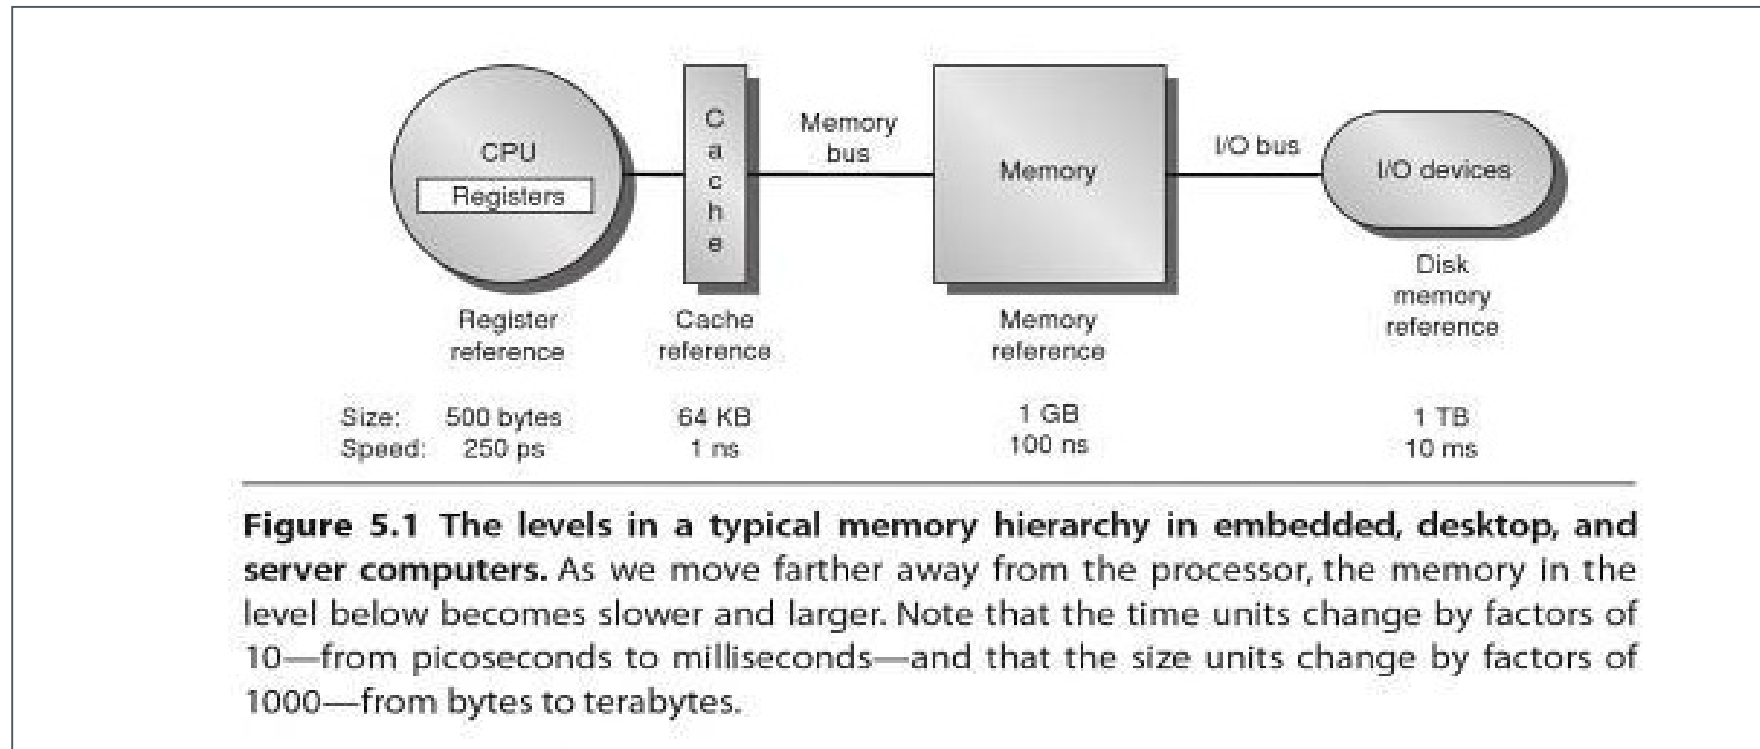 CPU
Registers
Cache
Memory
bus
Memory
I/O bus
I/O devices
Register
reference
Cache
reference
Memory
reference
Disk
memory
reference
Size: 500 bytes 64 KB 1 GB 1 TB
Speed: 250 ps 1 ns 100 ns 10 ms
Figure 5.1 The levels in a typical memory hierarchy in embedded, desktop, and
server computers. As we move farther away from the processor, the memory in the
level below becomes slower and larger. Note that the time units change by factors of
10—from picoseconds to milliseconds—and that the size units change by factors of
1000—from bytes to terabytes.